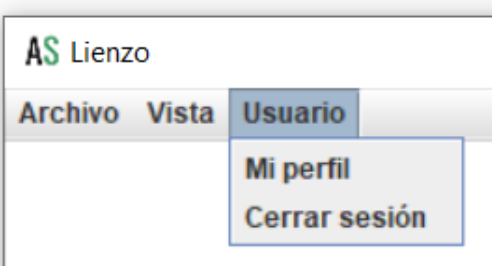 AS Lienzo
Archivo Vista Usuario
Mi perfil
Cerrar sesión